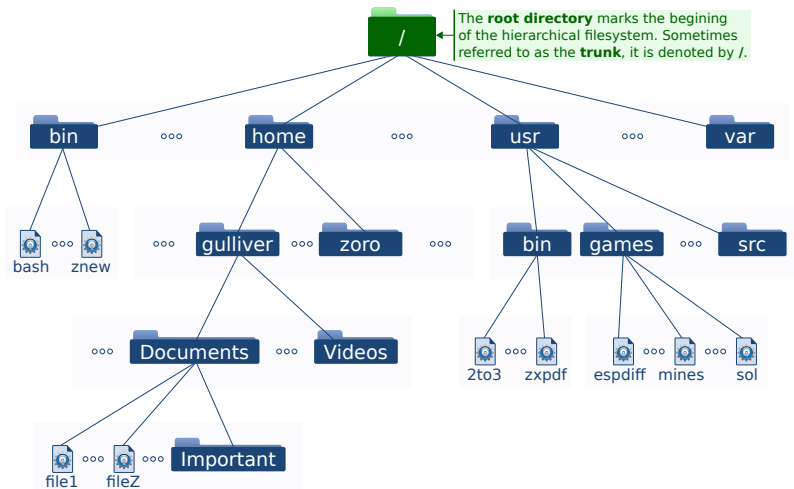 /
The root directory marks the begining
of the hierarchical filesystem. Sometimes
referred to as the trunk, it is denoted by /.
bin
home
usr
var
bash
znew
gulliver
zoro
bin
games
src
Documents
Videos
2to3
zxpdf
espdiff
mines
sol
file1
fileZ
Important